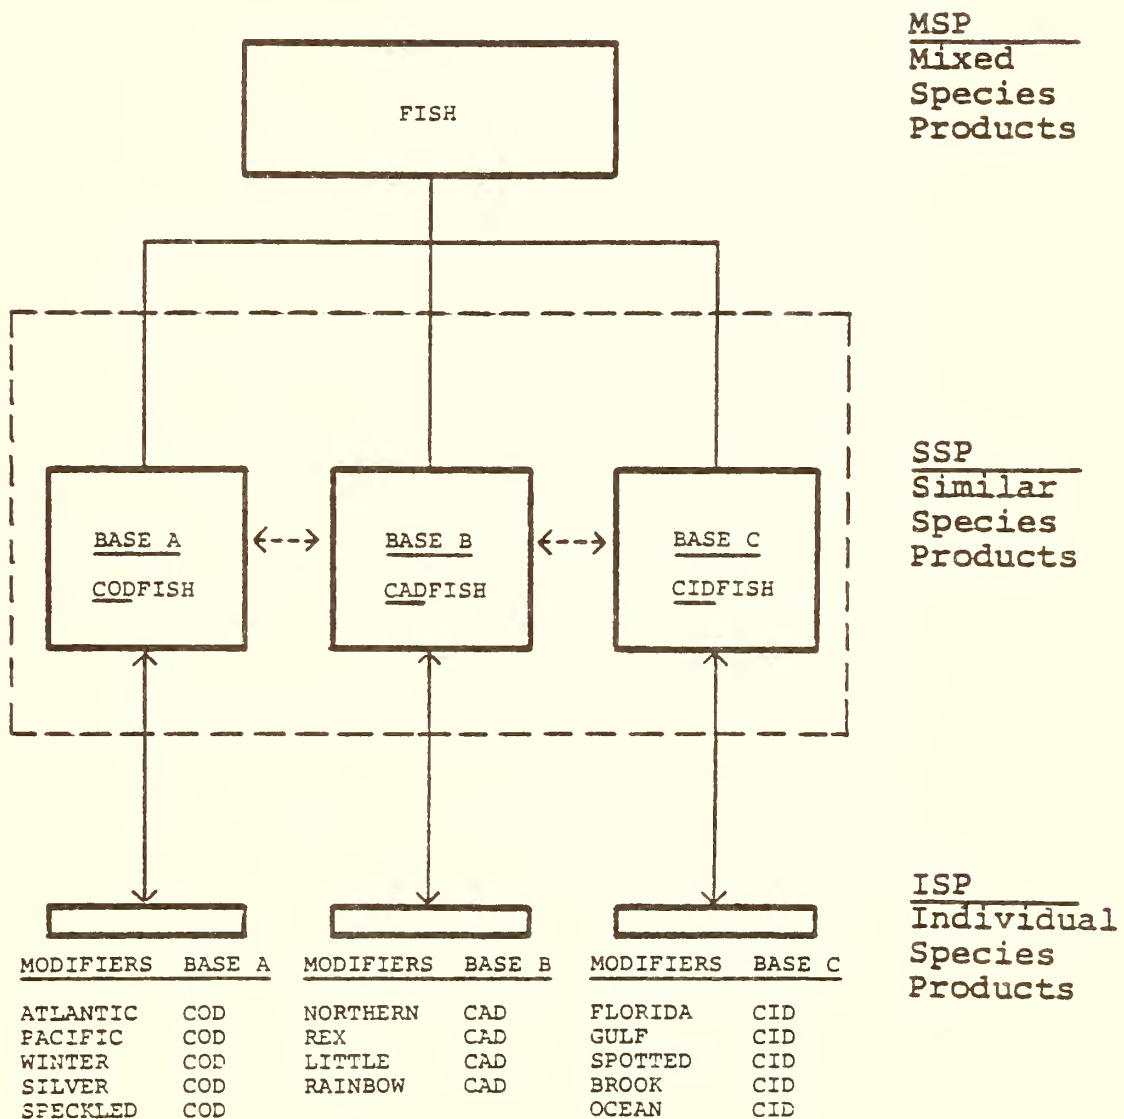 MSP
Mixed
Species
Products
FISH
SSP
Similar
Species
Products
BASE A
CODFISH
BASE B
CADFISH
BASE C
CIDFISH
ISP
Individual
Species
Products
MODIFIERS BASE A
ATLANTIC COD
PACIFIC COD
WINTER COD
SILVER COD
SPECKLED COD
MODIFIERS BASE B
NORTHERN CAD
REX CAD
LITTLE CAD
RAINBOW CAD
MODIFIERS BASE C
FLORIDA CID
GULF CID
SPOTTED CID
BROOK CID
OCEAN CID